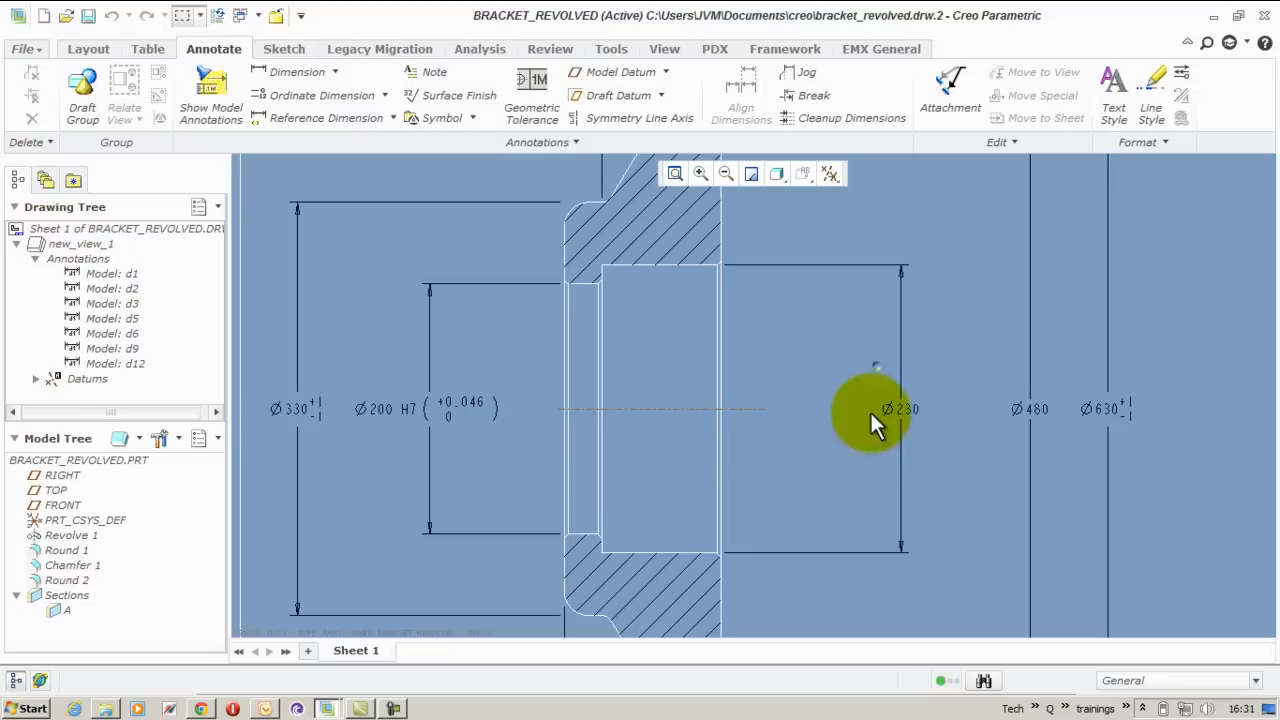 BRACKET_REVOLVED (Active) C:\Users\JVM\Documents\creo\bracket_revolved.drw.2 - Creo Parametric
File Layout Table Annotate Sketch Legacy Migration Analysis Review Tools View PDX Framework EMX General
Draft Group
Relate View
Show Model Annotations
Dimension
Ordinate Dimension
Reference Dimension
Note
Surface Finish
Symbol
Geometric Tolerance
Model Datum
Draft Datum
Symmetry Line Axis
Align Dimensions
Jog
Break
Cleanup Dimensions
Attachment
Move to View
Move Special
Move to Sheet
Text Style
Line Style
Delete Group Annotations Edit Format
Drawing Tree
Sheet 1 of BRACKET_REVOLVED.DRW
new_view_1
Annotations
Model: d1
Model: d2
Model: d3
Model: d5
Model: d6
Model: d9
Model: d12
Datums
Model Tree
BRACKET_REVOLVED.PRT
RIGHT
TOP
FRONT
PRT_CSYS_DEF
Revolve 1
Round 1
Chamfer 1
Round 2
Sections
A
Ø330 +1 -1
Ø200 H7 ( +0.046 0 )
Ø230
Ø480
Ø630 +1 -1
Sheet 1
General
Start
Tech » Q » trainings » 16:31